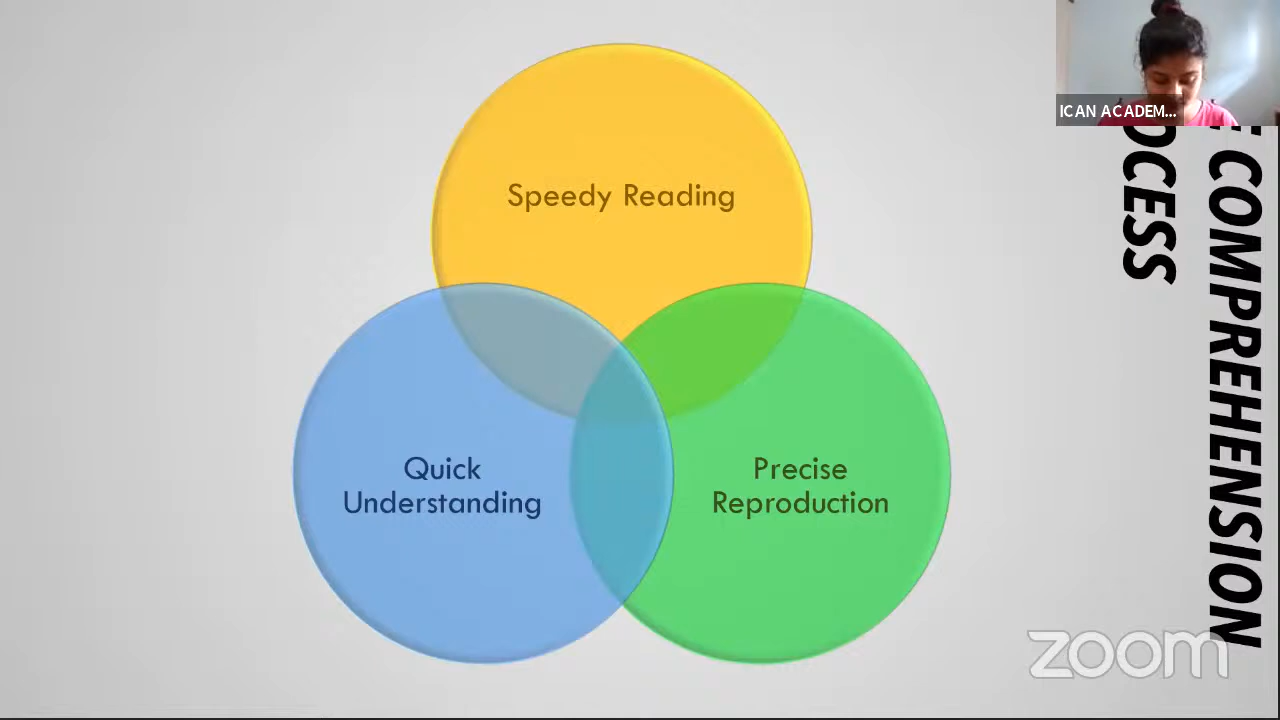 Speedy Reading
Quick
Understanding
Precise
Reproduction
ICAN ACADEM...
COMPREHENSION
OCESS
zoom